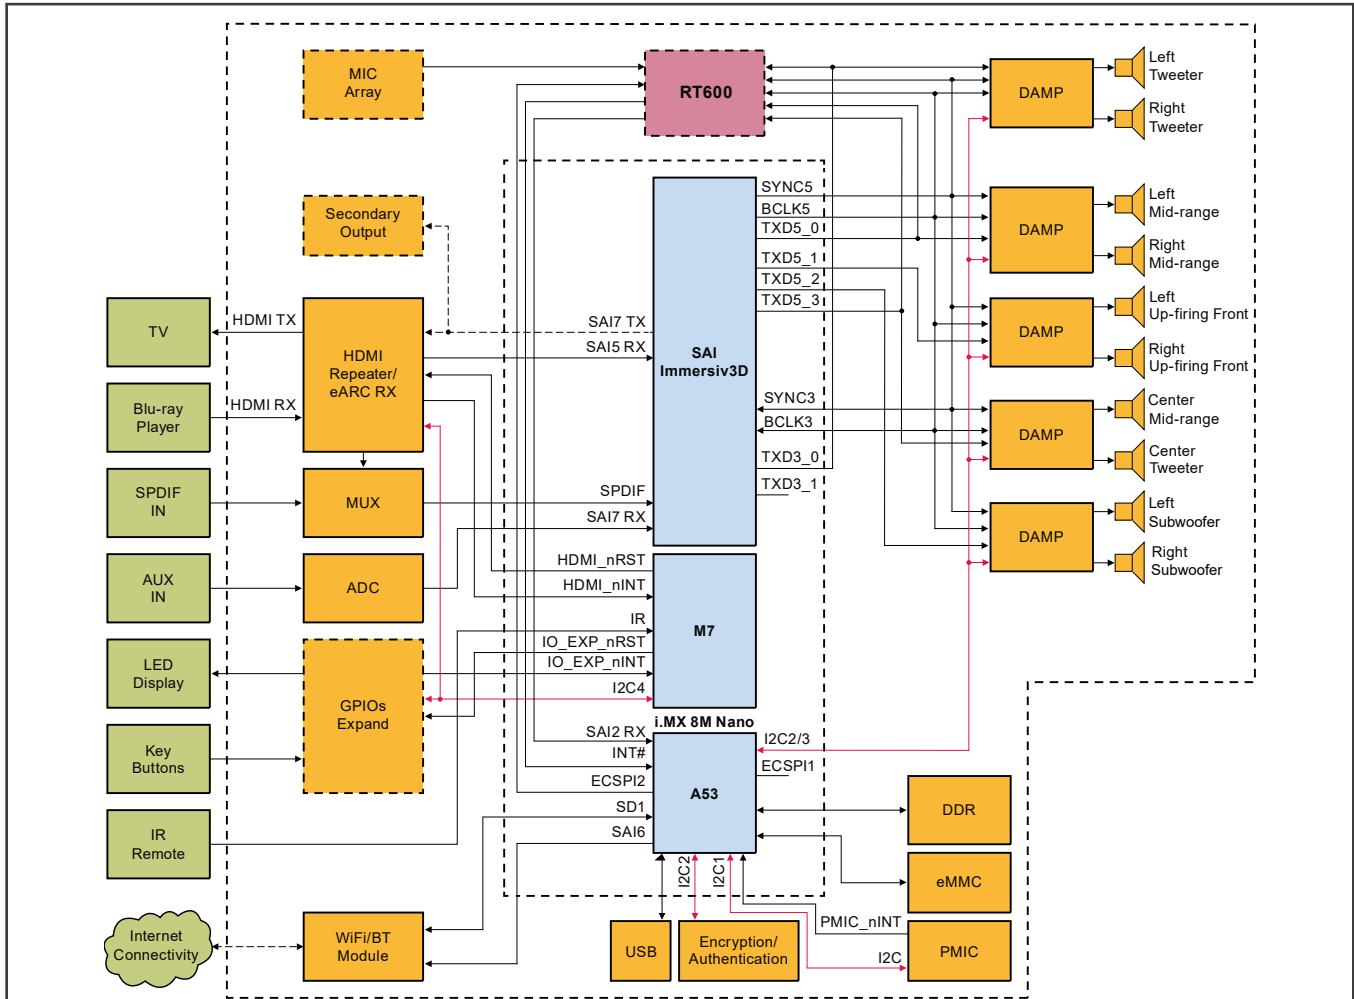 MIC
Array
RT600
DAMP
Left
Tweeter
Right
Tweeter
Secondary
Output
SAI
Immersiv3D
SYNC5
BCLK5
TXD5_0
TXD5_1
TXD5_2
TXD5_3
DAMP
Left
Mid-range
Right
Mid-range
TV
HDMI TX
HDMI
Repeater/
eARC RX
SAI7 TX
SAI5 RX
DAMP
Left
Up-firing Front
Right
Up-firing Front
Blu-ray
Player
HDMI RX
SYNC3
BCLK3
TXD3_0
TXD3_1
DAMP
Center
Mid-range
Center
Tweeter
SPDIF
IN
MUX
SPDIF
SAI7 RX
DAMP
Left
Subwoofer
Right
Subwoofer
AUX
IN
ADC
HDMI_nRST
HDMI_nINT
IR
IO_EXP_nRST
IO_EXP_nINT
I2C4
M7
LED
Display
GPIOs
Expand
i.MX 8M Nano
Key
Buttons
SAI2 RX
INT#
ECSPI2
SD1
SAI6
A53
I2C2/3
ECSPI1
DDR
IR
Remote
eMMC
I2C2
I2C1
Internet
Connectivity
WiFi/BT
Module
USB
Encryption/
Authentication
PMIC_nINT
I2C
PMIC